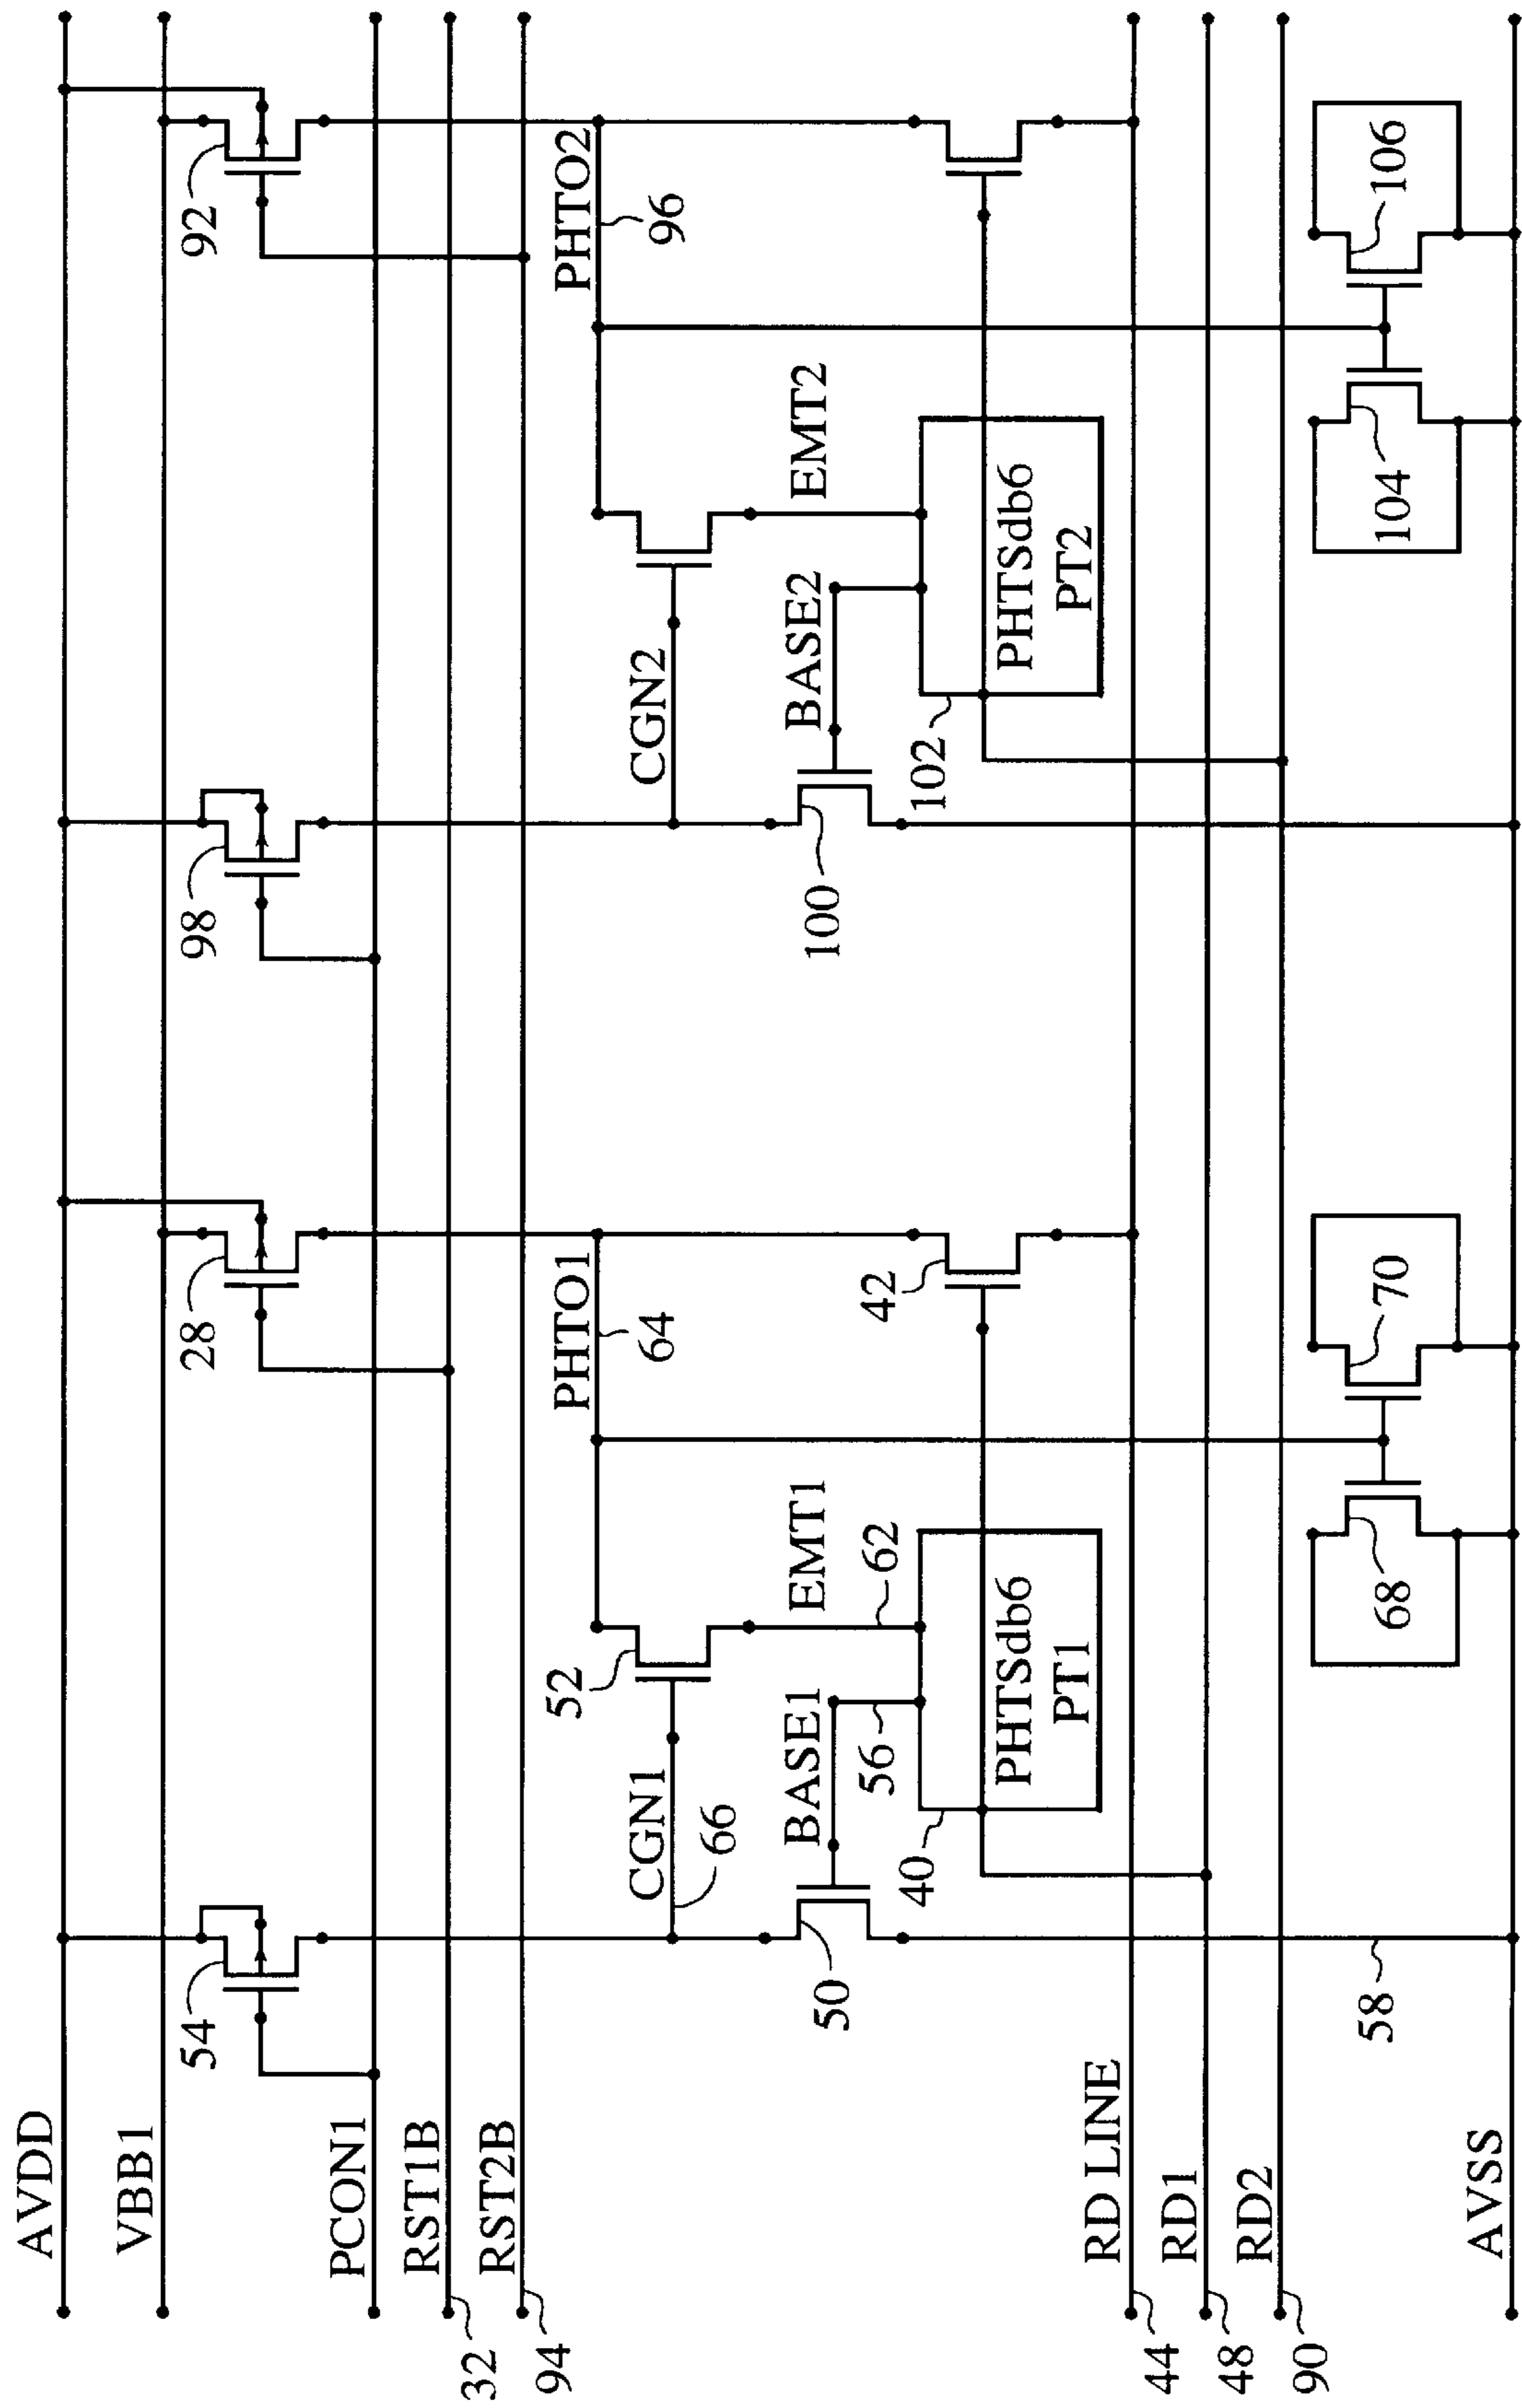 AVDD
VBB1
PCON1
RST1B
32
RST2B
94
54
28
98
92
PHTO1
64
PHTO2
96
52
CGN1
66
CGN2
EMT1
62
EMT2
BASE1
56
BASE2
50
42
100
40
PHTSdb6
PT1
102
PHTSdb6
PT2
RD LINE
44
RD1
48
RD2
90
58
68
70
104
106
AVSS